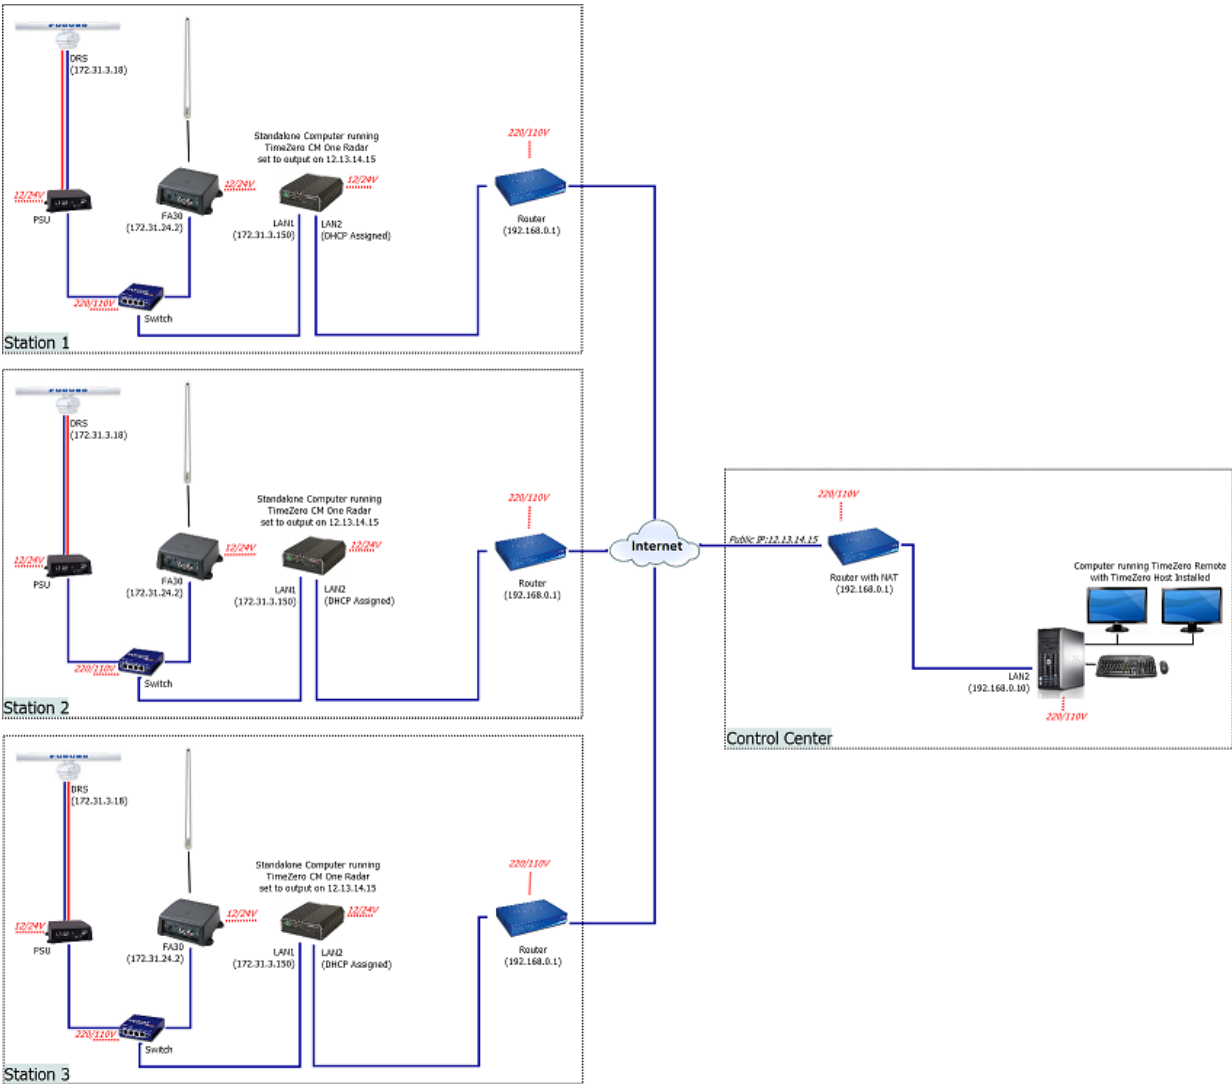 FURUNO
DRS
(172.31.3.18)
220/110V
Standalone Computer running
TimeZero CM One Radar
set to output on 12.13.14.15
12/24V
12/24V
12/24V
PSU
FA30
(172.31.24.2)
LAN1
(172.31.3.150)
LAN2
(DHCP Assigned)
Router
(192.168.0.1)
220/110V
Switch
Station 1
FURUNO
DRS
(172.31.3.18)
220/110V
Standalone Computer running
TimeZero CM One Radar
set to output on 12.13.14.15
12/24V
12/24V
12/24V
PSU
FA30
(172.31.24.2)
LAN1
(172.31.3.150)
LAN2
(DHCP Assigned)
Router
(192.168.0.1)
220/110V
Switch
Station 2
Internet
220/110V
Public IP:12.13.14.15
Router with NAT
(192.168.0.1)
Computer running TimeZero Remote
with TimeZero Host Installed
LAN2
(192.168.0.10)
220/110V
Control Center
FURUNO
DRS
(172.31.3.18)
220/110V
Standalone Computer running
TimeZero CM One Radar
set to output on 12.13.14.15
12/24V
12/24V
12/24V
PSU
FA30
(172.31.24.2)
LAN1
(172.31.3.150)
LAN2
(DHCP Assigned)
Router
(192.168.0.1)
220/110V
Switch
Station 3